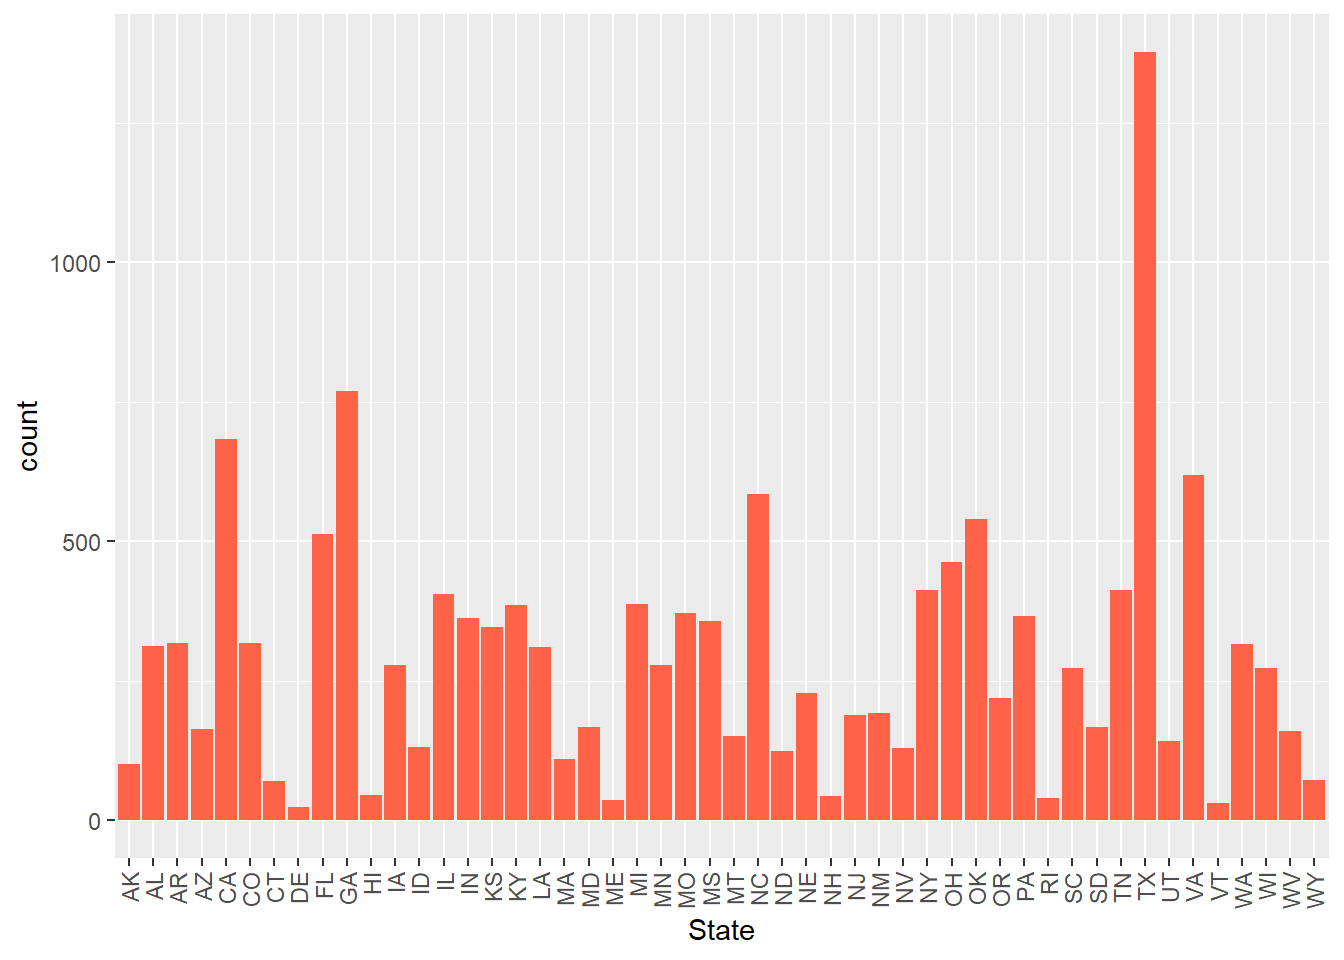 count
1000
500
0
AK AL AR AZ CA CO CT DE FL GA HI IA ID IL IN KS KY LA MA MD ME MI MN MO MS MT NC ND NE NH NJ NM NV NY OH OK OR PA RI SC SD TN TX UT VA VT WA WI WV WY
State